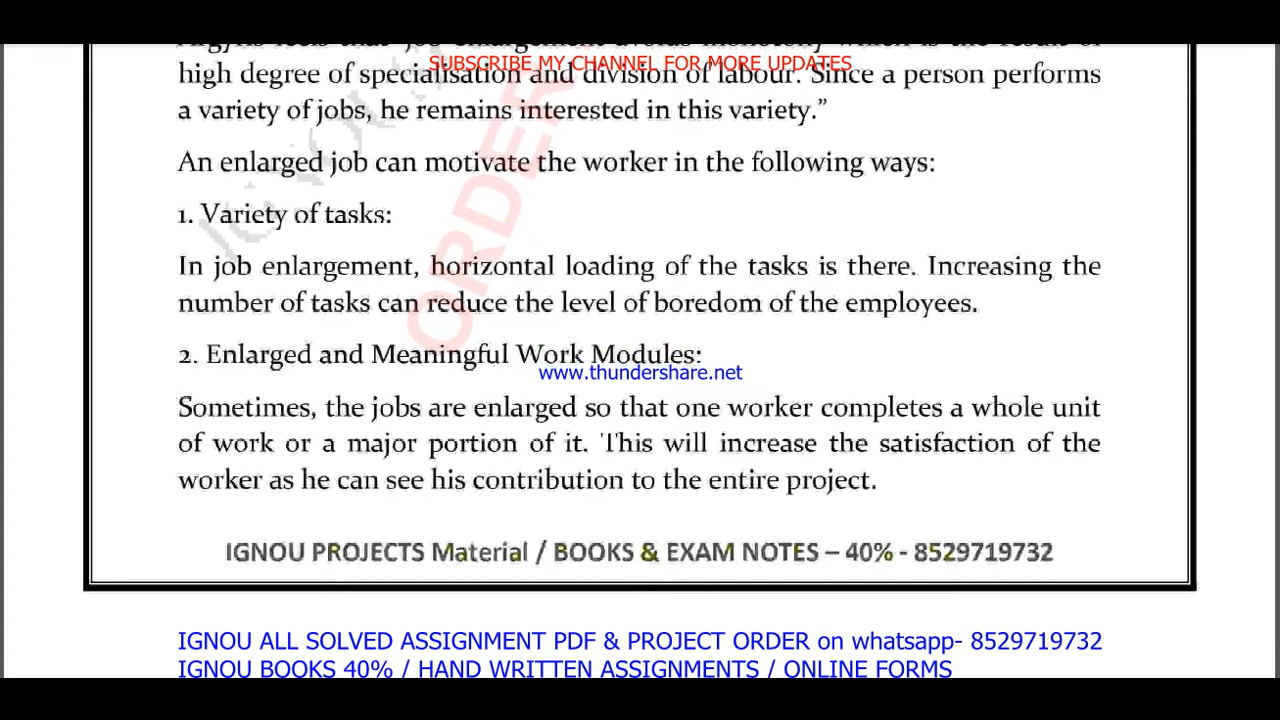 SUBSCRIBE MY CHANNEL FOR MORE UPDATES
high degree of specialisation and division of labour. Since a person performs
a variety of jobs, he remains interested in this variety.”
An enlarged job can motivate the worker in the following ways:
1. Variety of tasks:
In job enlargement, horizontal loading of the tasks is there. Increasing the
number of tasks can reduce the level of boredom of the employees.
2. Enlarged and Meaningful Work Modules:
www.thundershare.net
Sometimes, the jobs are enlarged so that one worker completes a whole unit
of work or a major portion of it. This will increase the satisfaction of the
worker as he can see his contribution to the entire project.
IGNOU PROJECTS Material / BOOKS & EXAM NOTES – 40% - 8529719732
IGNOU ALL SOLVED ASSIGNMENT PDF & PROJECT ORDER on whatsapp- 8529719732
IGNOU BOOKS 40% / HAND WRITTEN ASSIGNMENTS / ONLINE FORMS
IGNOU
ORDER